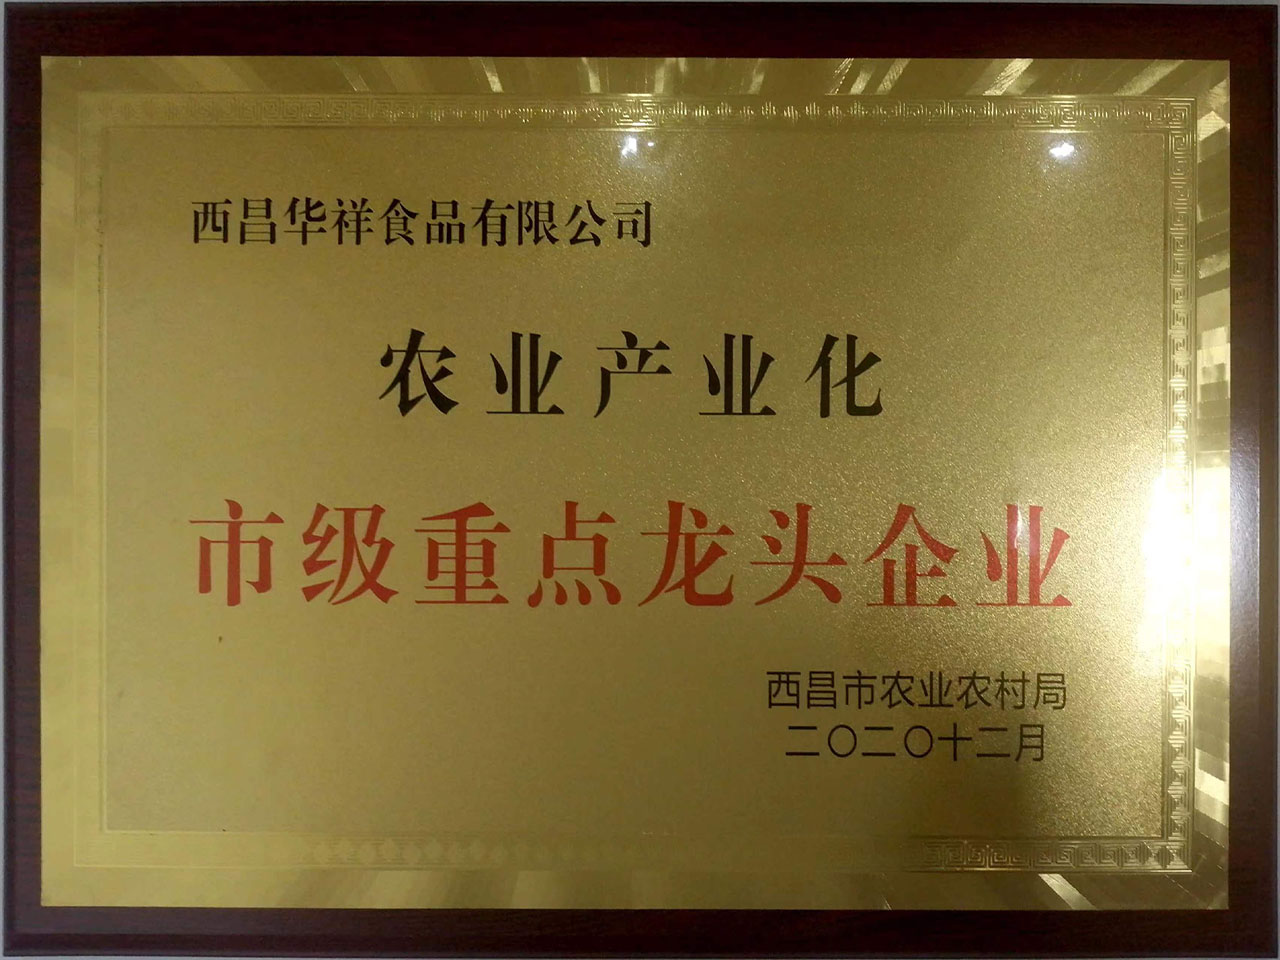 西昌华祥食品有限公司
农业产业化
市级重点龙头企业
西昌市农业农村局
二〇二〇十二月